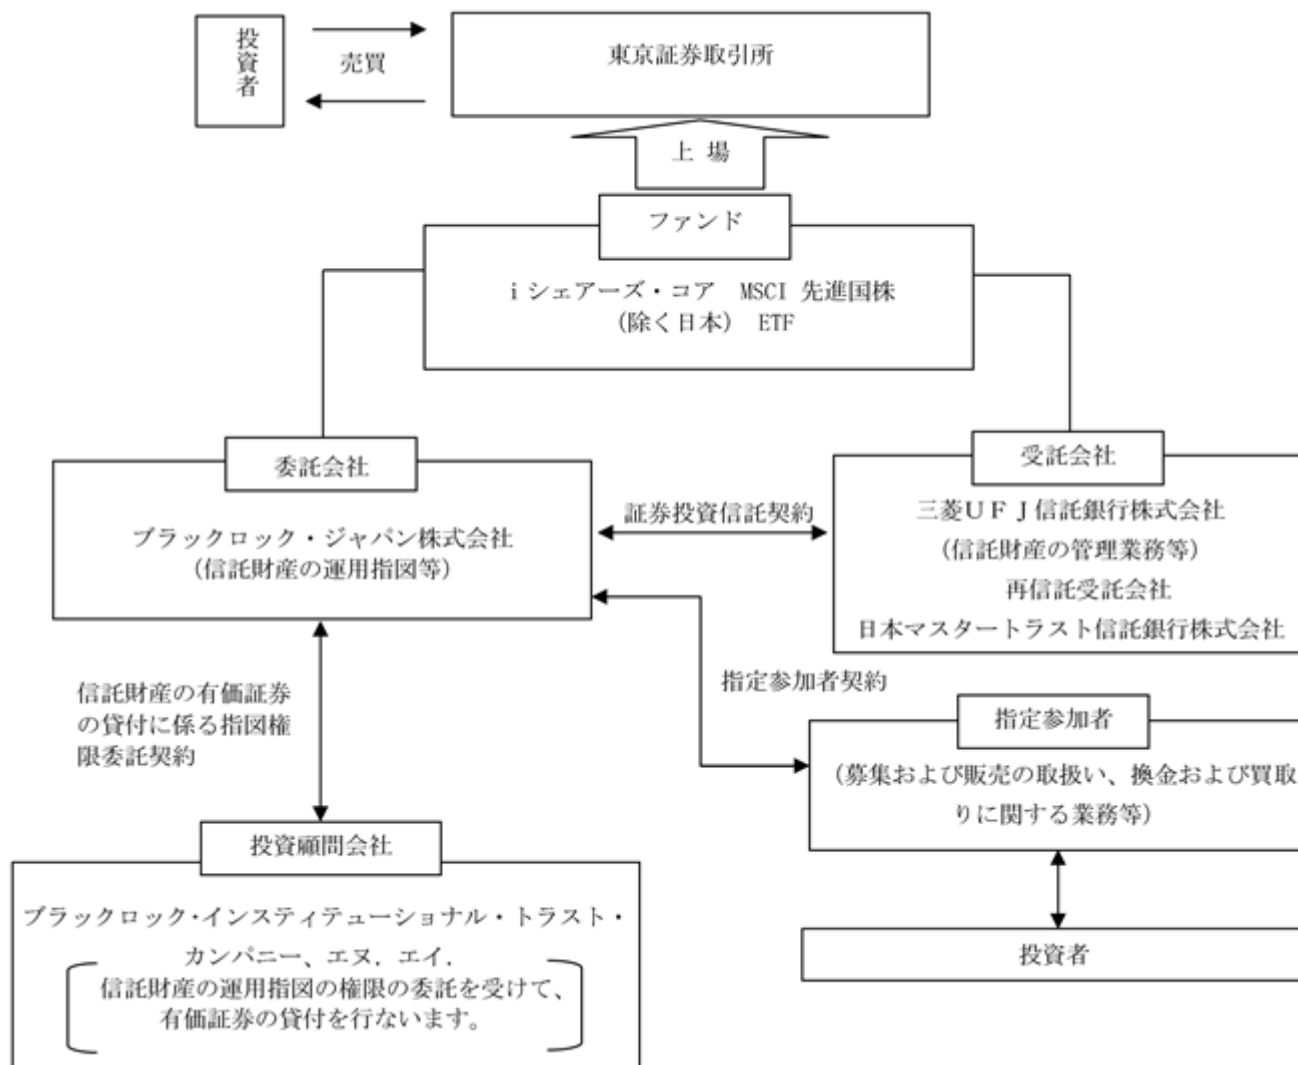 投資者
売買
東京証券取引所
上 場
ファンド
i シェアーズ・コア　MSCI 先進国株
（除く日本） ETF
委託会社
ブラックロック・ジャパン株式会社
（信託財産の運用指図等）
証券投資信託契約
受託会社
三菱ＵＦＪ信託銀行株式会社
（信託財産の管理業務等）
再信託受託会社
日本マスタートラスト信託銀行株式会社
信託財産の有価証券
の貸付に係る指図権
限委託契約
指定参加者契約
指定参加者
（募集および販売の取扱い、換金および買取
りに関する業務等）
投資顧問会社
ブラックロック・インスティテューショナル・トラスト・
カンパニー、エヌ．エイ．
信託財産の運用指図の権限の委託を受けて、
有価証券の貸付を行ないます。
投資者